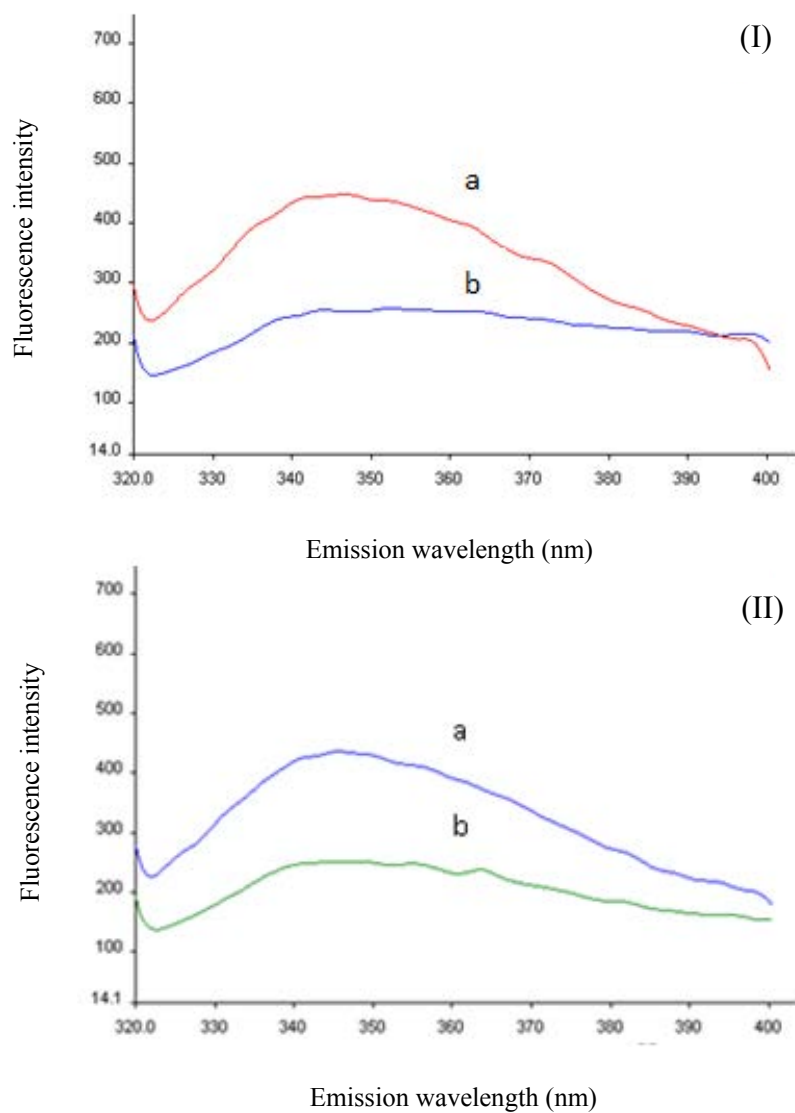 (I)
Fluorescence intensity
700
600
500
400
300
200
100
14.0
a
b
320.0 330 340 350 360 370 380 390 400
Emission wavelength (nm)
(II)
Fluorescence intensity
700
600
500
400
300
200
100
14.1
a
b
320.0 330 340 350 360 370 380 390 400
Emission wavelength (nm)